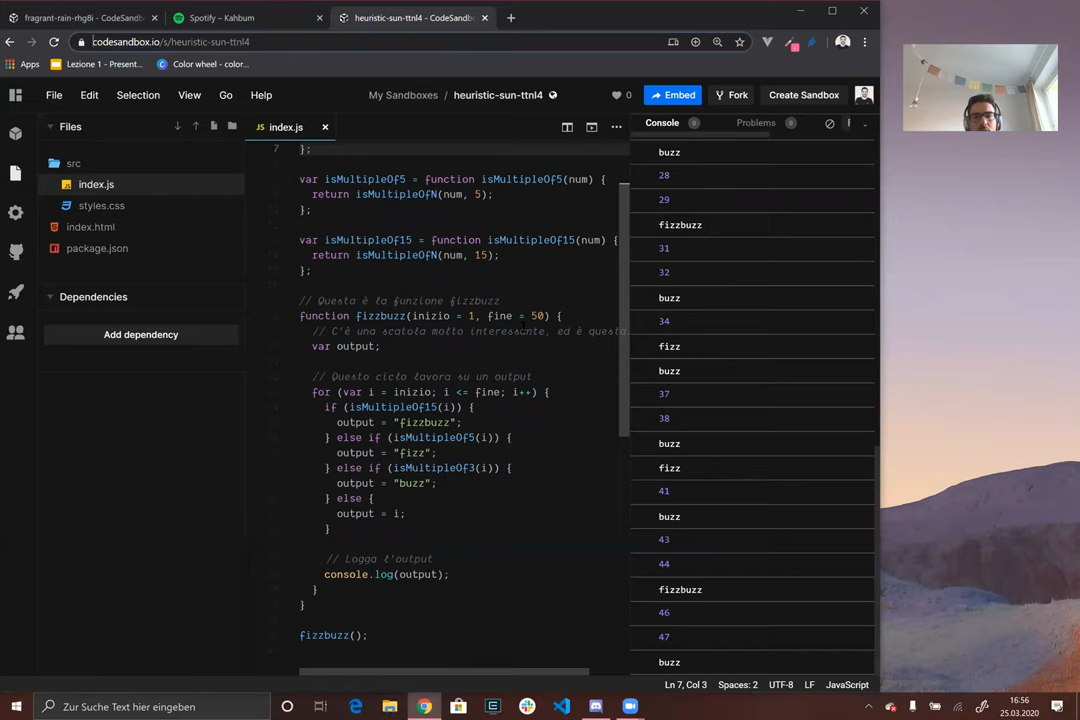 fragrant-rain-rhg8i - CodeSandb
Spotify – Kahbum
heuristic-sun-ttnl4 - CodeSandb
codesandbox.io/s/heuristic-sun-ttnl4
Apps
Lezione 1 - Present...
Color wheel - color...
File
Edit
Selection
View
Go
Help
My Sandboxes / heuristic-sun-ttnl4
0
Embed
Fork
Create Sandbox
Files
src
index.js
styles.css
index.html
package.json
Dependencies
Add dependency
index.js
7 };
var isMultipleOf5 = function isMultipleOf5(num) {
return isMultipleOfN(num, 5);
};
var isMultipleOf15 = function isMultipleOf15(num) {
return isMultipleOfN(num, 15);
};
// Questa è la funzione fizzbuzz
function fizzbuzz(inizio = 1, fine = 50) {
// C'è una scatola molto interessante, ed è questa
var output;
// Questo ciclo lavora su un output
for (var i = inizio; i <= fine; i++) {
if (isMultipleOf15(i)) {
output = "fizzbuzz";
} else if (isMultipleOf5(i)) {
output = "fizz";
} else if (isMultipleOf3(i)) {
output = "buzz";
} else {
output = i;
}
// Logga l'output
console.log(output);
}
}
fizzbuzz();
Console
0
Problems
0
buzz
28
29
fizzbuzz
31
32
buzz
34
fizz
buzz
37
38
buzz
fizz
41
buzz
43
44
fizzbuzz
46
47
buzz
Ln 7, Col 3
Spaces: 2
UTF-8
LF
JavaScript
Zur Suche Text hier eingeben
16:56
25.03.2020